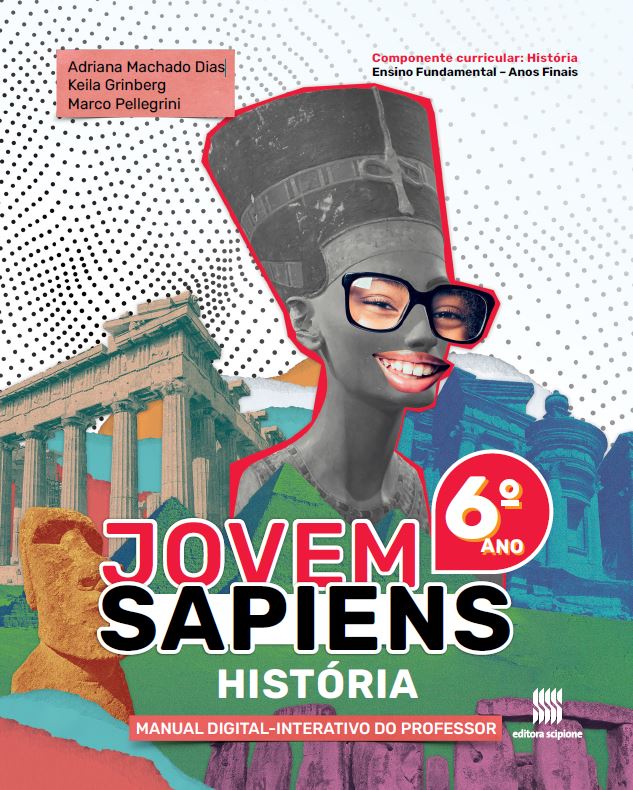 Adriana Machado Dias
Keila Grinberg
Marco Pellegrini
Componente curricular: História
Ensino Fundamental – Anos Finais
6º
ANO
JOVEM
SAPIENS
HISTÓRIA
MANUAL DIGITAL-INTERATIVO DO PROFESSOR
editora scipione